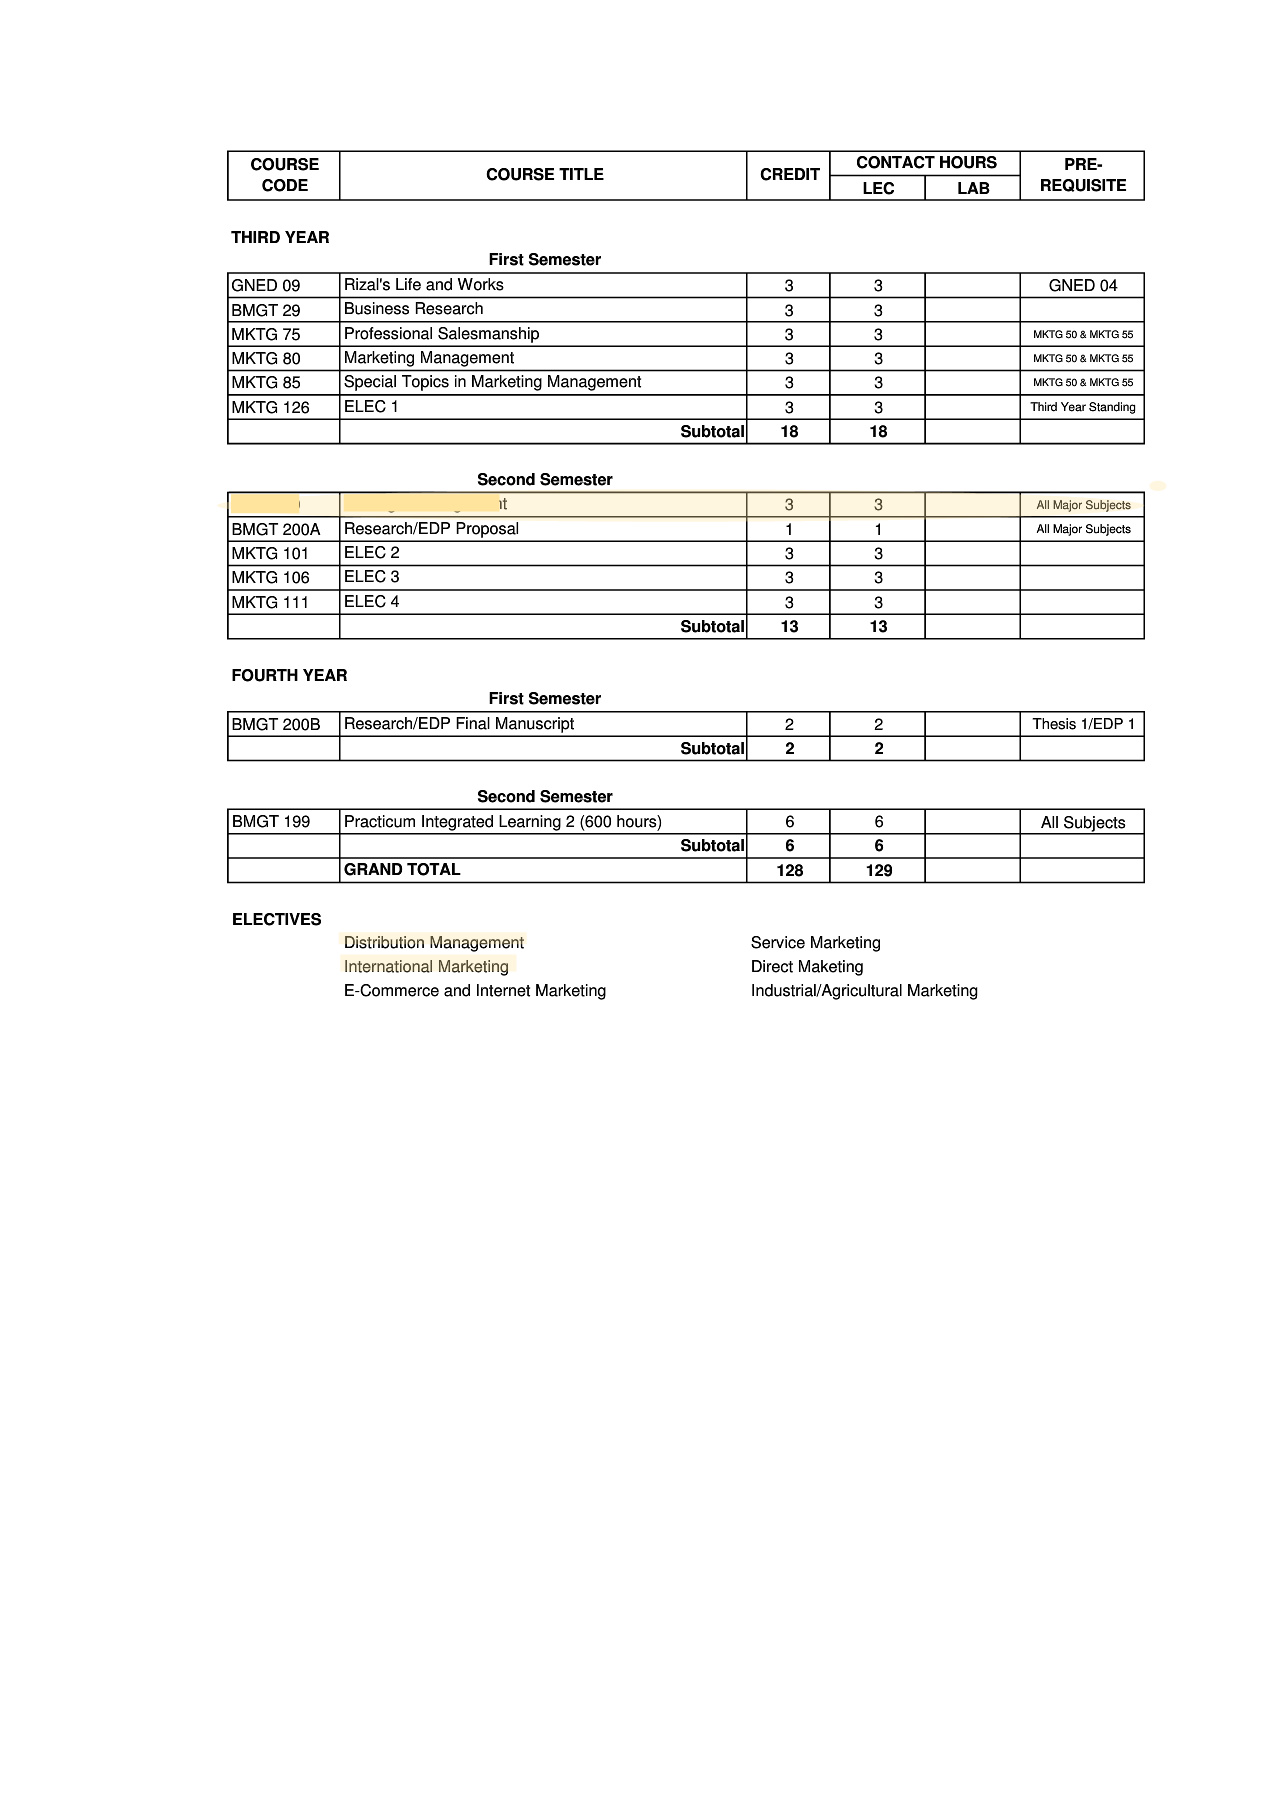 COURSE CODE COURSE TITLE CREDIT CONTACT HOURS LEC LAB PRE-REQUISITE
THIRD YEAR
First Semester
GNED 09 Rizal's Life and Works 3 3 GNED 04
BMGT 29 Business Research 3 3
MKTG 75 Professional Salesmanship 3 3 MKTG 50 & MKTG 55
MKTG 80 Marketing Management 3 3 MKTG 50 & MKTG 55
MKTG 85 Special Topics in Marketing Management 3 3 MKTG 50 & MKTG 55
MKTG 126 ELEC 1 3 3 Third Year Standing
Subtotal 18 18
Second Semester
3 3 All Major Subjects
BMGT 200A Research/EDP Proposal 1 1 All Major Subjects
MKTG 101 ELEC 2 3 3
MKTG 106 ELEC 3 3 3
MKTG 111 ELEC 4 3 3
Subtotal 13 13
FOURTH YEAR
First Semester
BMGT 200B Research/EDP Final Manuscript 2 2 Thesis 1/EDP 1
Subtotal 2 2
Second Semester
BMGT 199 Practicum Integrated Learning 2 (600 hours) 6 6 All Subjects
Subtotal 6 6
GRAND TOTAL 128 129
ELECTIVES
Distribution Management Service Marketing
International Marketing Direct Maketing
E-Commerce and Internet Marketing Industrial/Agricultural Marketing